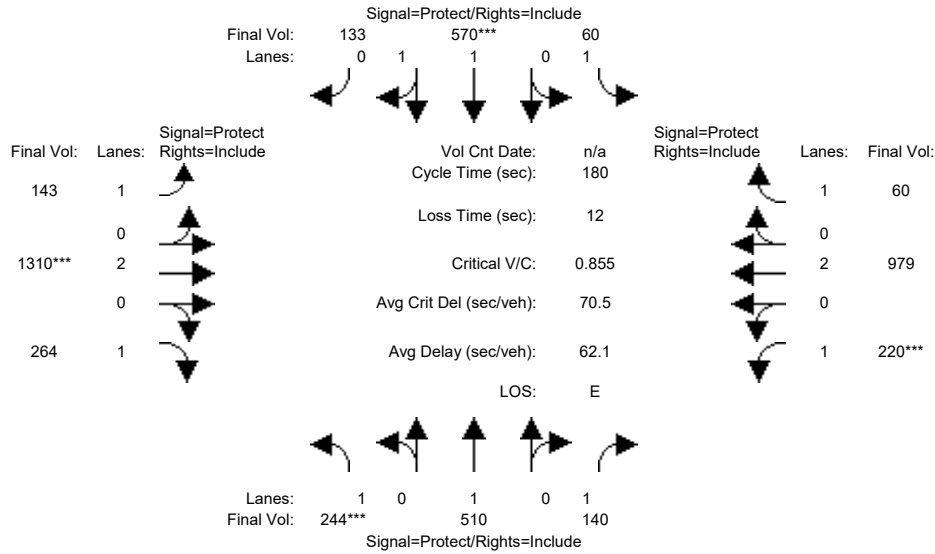 Signal=Protect/Rights=Include
Final Vol: 133 570*** 60
Lanes: 0 1 1 0 1
Signal=Protect Signal=Protect
Final Vol: Lanes: Rights=Include Vol Cnt Date: n/a Rights=Include Lanes: Final Vol:
Cycle Time (sec): 180
143 1 1 60
Loss Time (sec): 12
0 0
1310*** 2 Critical V/C: 0.855 2 979
0 Avg Crit Del (sec/veh): 70.5 0
264 1 Avg Delay (sec/veh): 62.1 1 220***
LOS: E
Lanes: 1 0 1 0 1
Final Vol: 244*** 510 140
Signal=Protect/Rights=Include